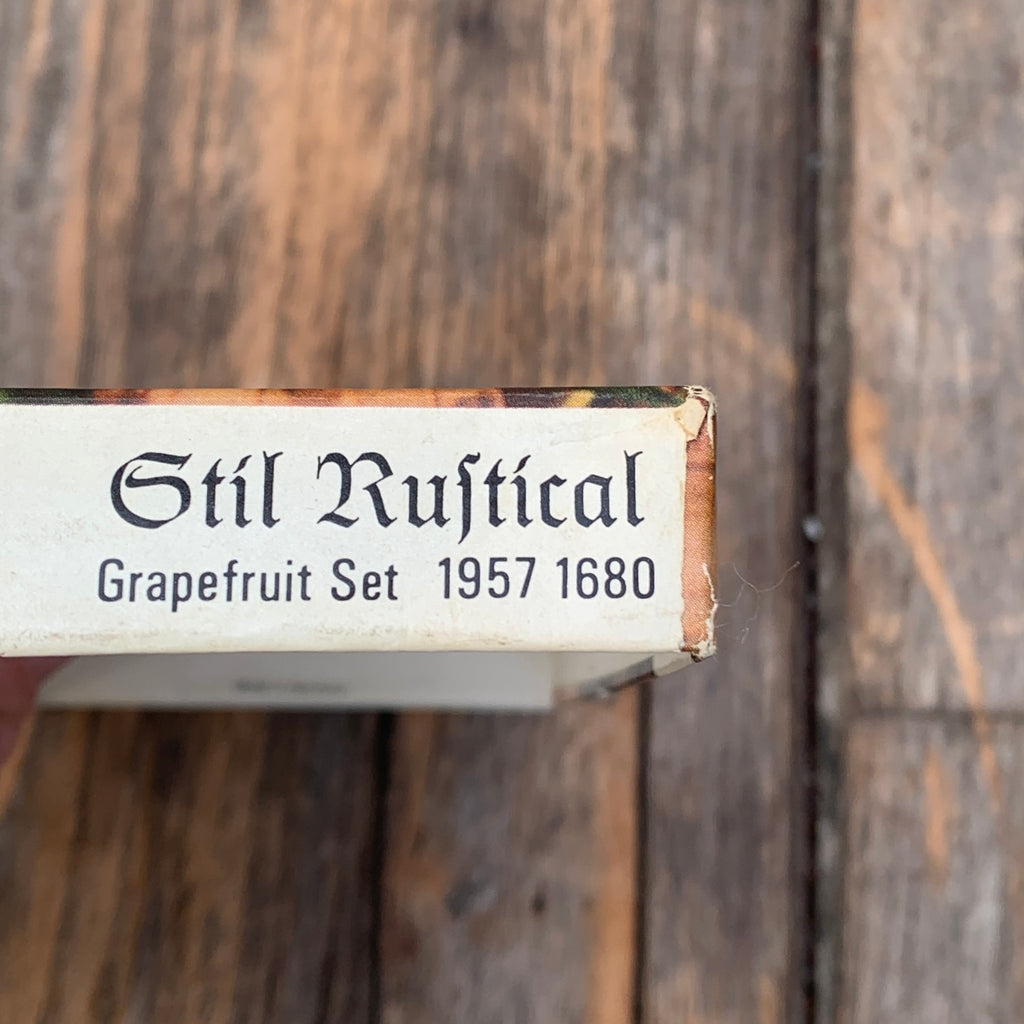 Stil Ruſtical
Grapefruit Set 1957 1680